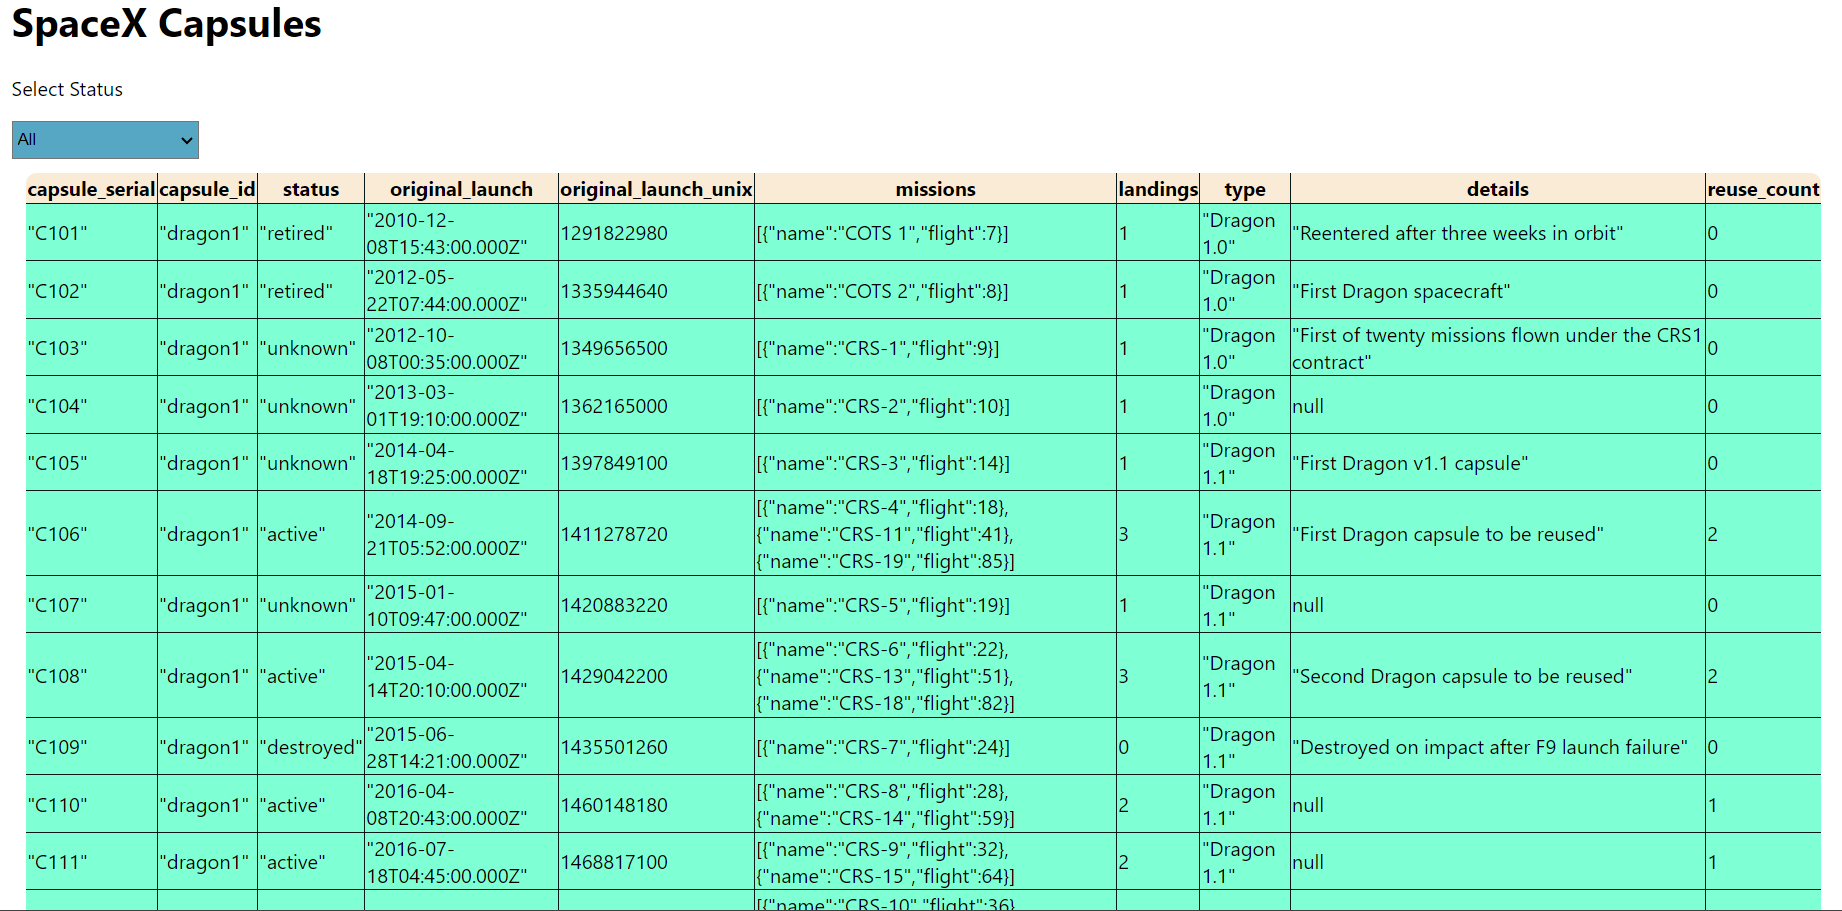 SpaceX Capsules
Select Status
All
capsule_serial capsule_id status original_launch original_launch_unix missions landings type details reuse_count
"C101" "dragon1" "retired" "2010-12-08T15:43:00.000Z" 1291822980 [{"name":"COTS 1","flight":7}] 1 "Dragon 1.0" "Reentered after three weeks in orbit" 0
"C102" "dragon1" "retired" "2012-05-22T07:44:00.000Z" 1335944640 [{"name":"COTS 2","flight":8}] 1 "Dragon 1.0" "First Dragon spacecraft" 0
"C103" "dragon1" "unknown" "2012-10-08T00:35:00.000Z" 1349656500 [{"name":"CRS-1","flight":9}] 1 "Dragon 1.0" "First of twenty missions flown under the CRS1 contract" 0
"C104" "dragon1" "unknown" "2013-03-01T19:10:00.000Z" 1362165000 [{"name":"CRS-2","flight":10}] 1 "Dragon 1.0" null 0
"C105" "dragon1" "unknown" "2014-04-18T19:25:00.000Z" 1397849100 [{"name":"CRS-3","flight":14}] 1 "Dragon 1.1" "First Dragon v1.1 capsule" 0
"C106" "dragon1" "active" "2014-09-21T05:52:00.000Z" 1411278720 [{"name":"CRS-4","flight":18},{"name":"CRS-11","flight":41},{"name":"CRS-19","flight":85}] 3 "Dragon 1.1" "First Dragon capsule to be reused" 2
"C107" "dragon1" "unknown" "2015-01-10T09:47:00.000Z" 1420883220 [{"name":"CRS-5","flight":19}] 1 "Dragon 1.1" null 0
"C108" "dragon1" "active" "2015-04-14T20:10:00.000Z" 1429042200 [{"name":"CRS-6","flight":22},{"name":"CRS-13","flight":51},{"name":"CRS-18","flight":82}] 3 "Dragon 1.1" "Second Dragon capsule to be reused" 2
"C109" "dragon1" "destroyed" "2015-06-28T14:21:00.000Z" 1435501260 [{"name":"CRS-7","flight":24}] 0 "Dragon 1.1" "Destroyed on impact after F9 launch failure" 0
"C110" "dragon1" "active" "2016-04-08T20:43:00.000Z" 1460148180 [{"name":"CRS-8","flight":28},{"name":"CRS-14","flight":59}] 2 "Dragon 1.1" null 1
"C111" "dragon1" "active" "2016-07-18T04:45:00.000Z" 1468817100 [{"name":"CRS-9","flight":32},{"name":"CRS-15","flight":64}] 2 "Dragon 1.1" null 1
[{"name":"CRS-10","flight":36},